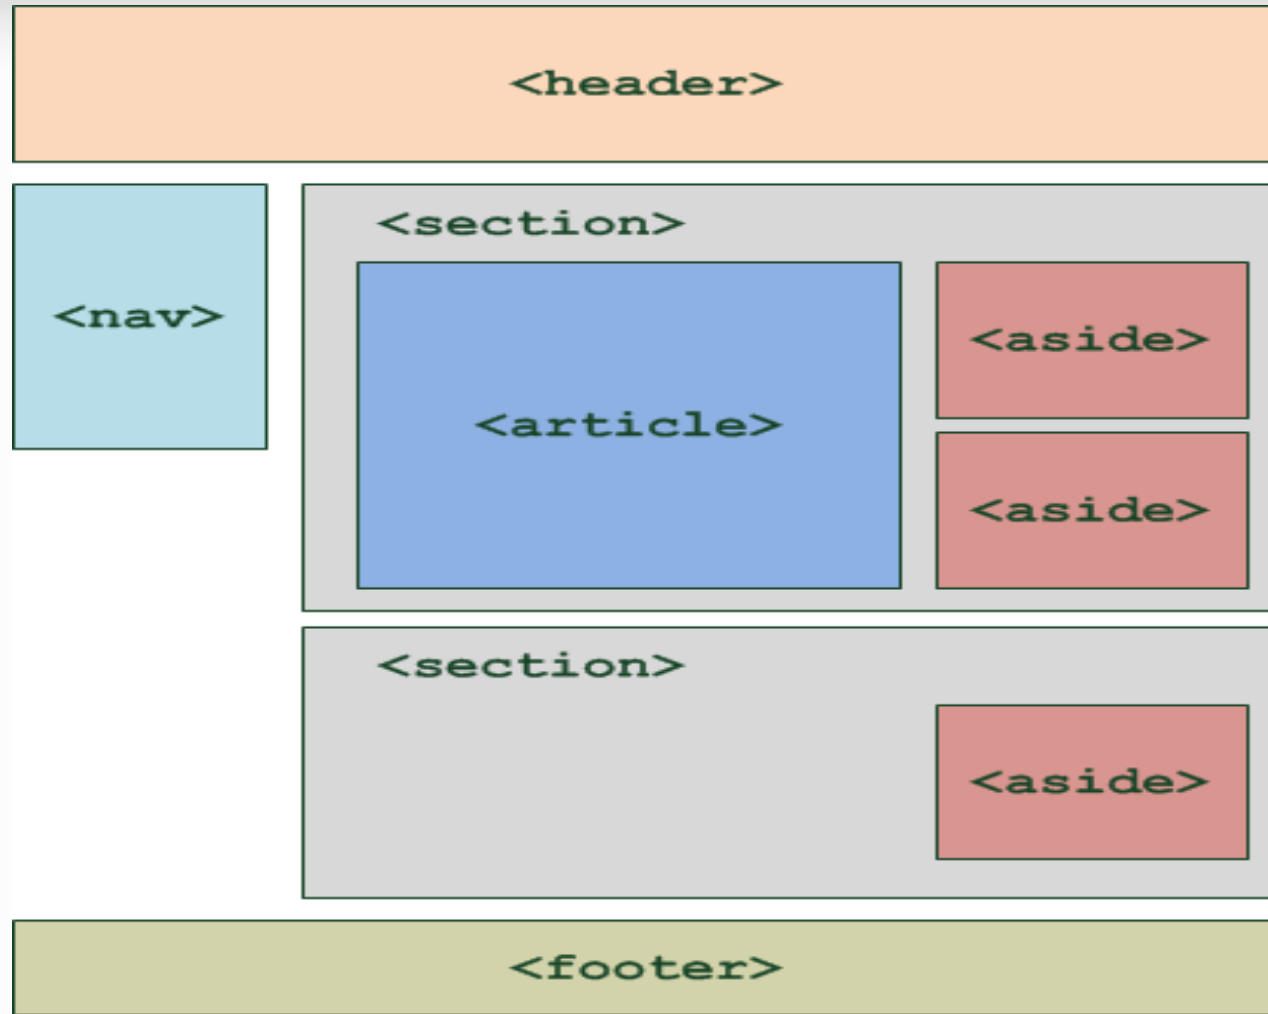 <header>
<nav>
<section>
<article>
<aside>
<aside>
<section>
<aside>
<footer>